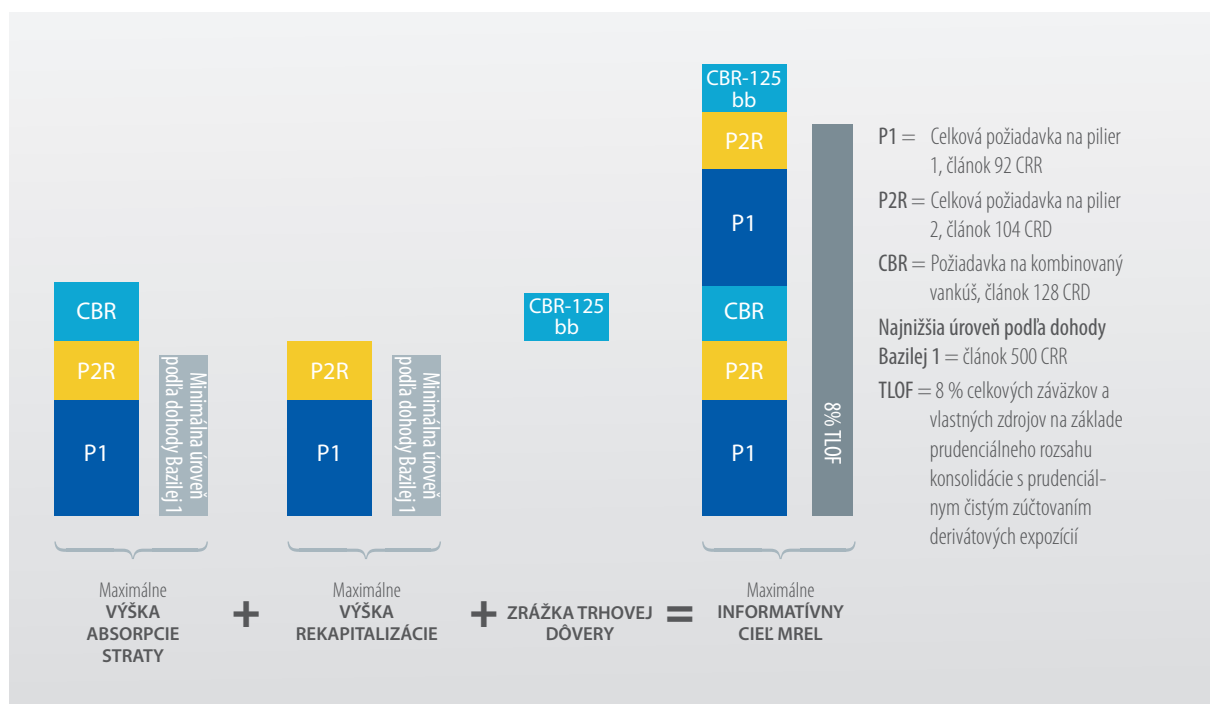 CBR
P2R
P1
Minimálna úroveň
podľa dohody Bazilej 1
P2R
P1
Minimálna úroveň
podľa dohody Bazilej 1
CBR-125
bb
CBR-125
bb
P2R
P1
CBR
P2R
P1
8% TLOF
P1 = Celková požiadavka na pilier
1, článok 92 CRR
P2R = Celková požiadavka na pilier
2, článok 104 CRD
CBR = Požiadavka na kombinovaný
vankúš, článok 128 CRD
Najnižšia úroveň podľa dohody
Bazilej 1 = článok 500 CRR
TLOF = 8 % celkových záväzkov a
vlastných zdrojov na základe
prudenciálneho rozsahu
konsolidácie s prudenciál-
nym čistým zúčtovaním
derivátových expozícií
Maximálne
VÝŠKA
ABSORPCIE
STRATY
+
Maximálne
VÝŠKA
REKAPITALIZÁCIE
+
ZRÁŽKA TRHOVEJ
DÔVERY
=
Maximálne
INFORMATÍVNY
CIEĽ MREL